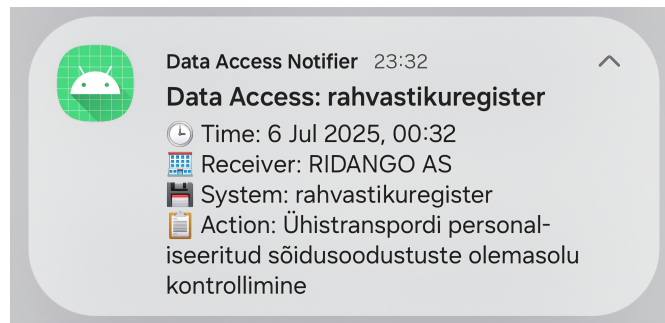 Data Access Notifier 23:32
Data Access: rahvastikuregister
🕒 Time: 6 Jul 2025, 00:32
🏢 Receiver: RIDANGO AS
💾 System: rahvastikuregister
📋 Action: Ühistranspordi personal-
iseeritud sõidusoodustuste olemasolu
kontrollimine